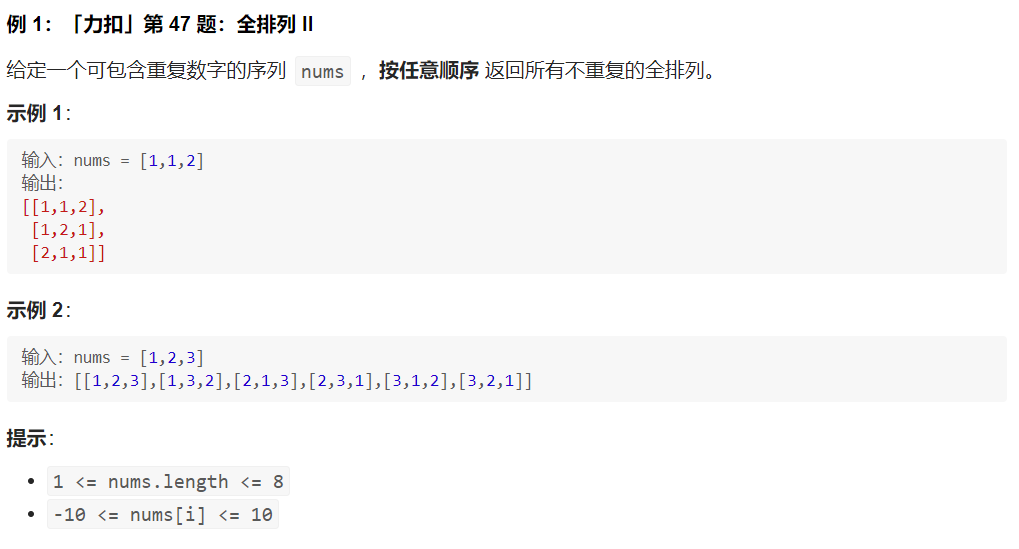 例 1：「力扣」第 47 题：全排列 II
给定一个可包含重复数字的序列 nums ，按任意顺序 返回所有不重复的全排列。
示例 1：
输入：nums = [1,1,2]
输出：
[[1,1,2],
 [1,2,1],
 [2,1,1]]
示例 2：
输入：nums = [1,2,3]
输出：[[1,2,3],[1,3,2],[2,1,3],[2,3,1],[3,1,2],[3,2,1]]
提示：
• 1 <= nums.length <= 8
• -10 <= nums[i] <= 10